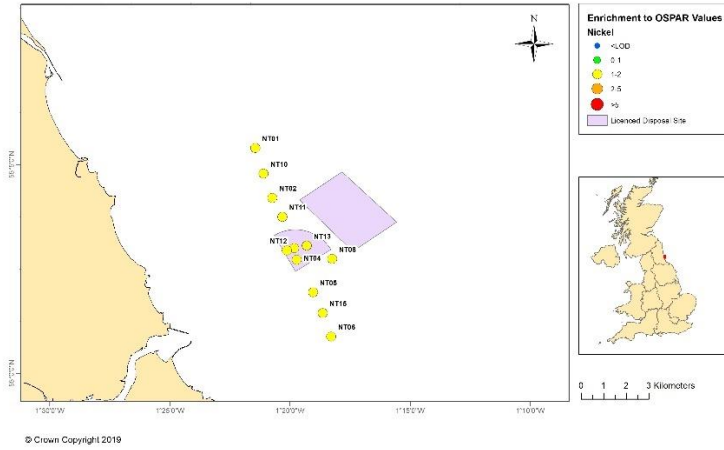 Enrichment to OSPAR Values
Nickel
<LOD
0-1
1-2
2-5
>5
Licenced Disposal Site
N
NT01
NT10
NT02
NT11
NT12
NT13
NT04
NT08
NT05
NT15
NT06
1°30'0"W
1°25'0"W
1°20'0"W
1°15'0"W
1°10'0"W
0 1 2 3 Kilometers
© Crown Copyright 2019